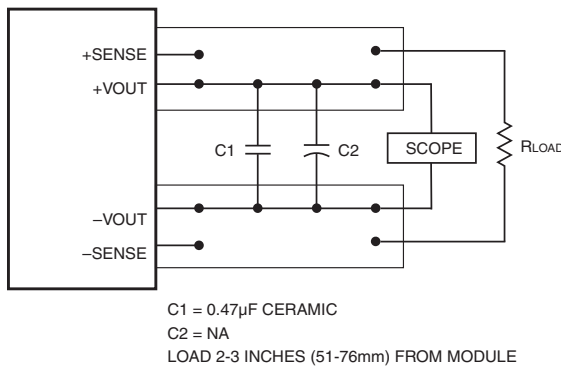 +SENSE
+VOUT
C1
C2
SCOPE
RLOAD
–VOUT
–SENSE
C1 = 0.47µF CERAMIC
C2 = NA
LOAD 2-3 INCHES (51-76mm) FROM MODULE